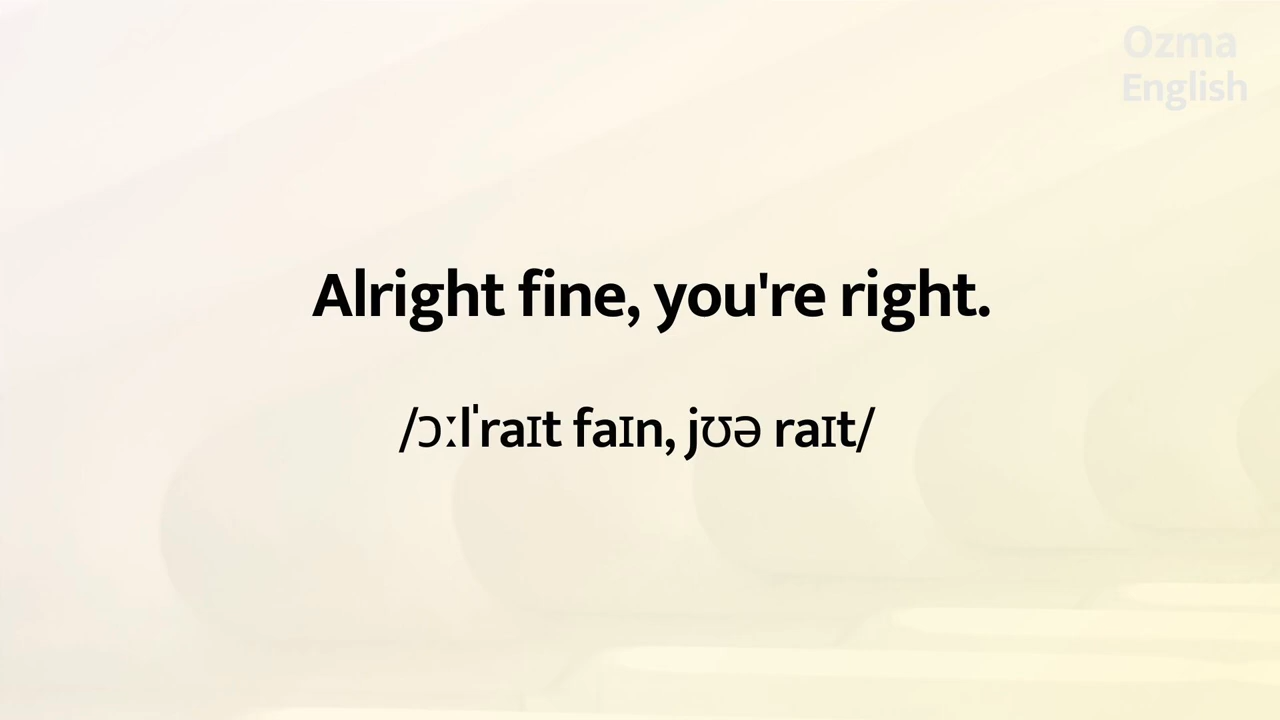 Ozma
English
Alright fine, you're right.
/ɔːlˈraɪt faɪn, jʊə raɪt/